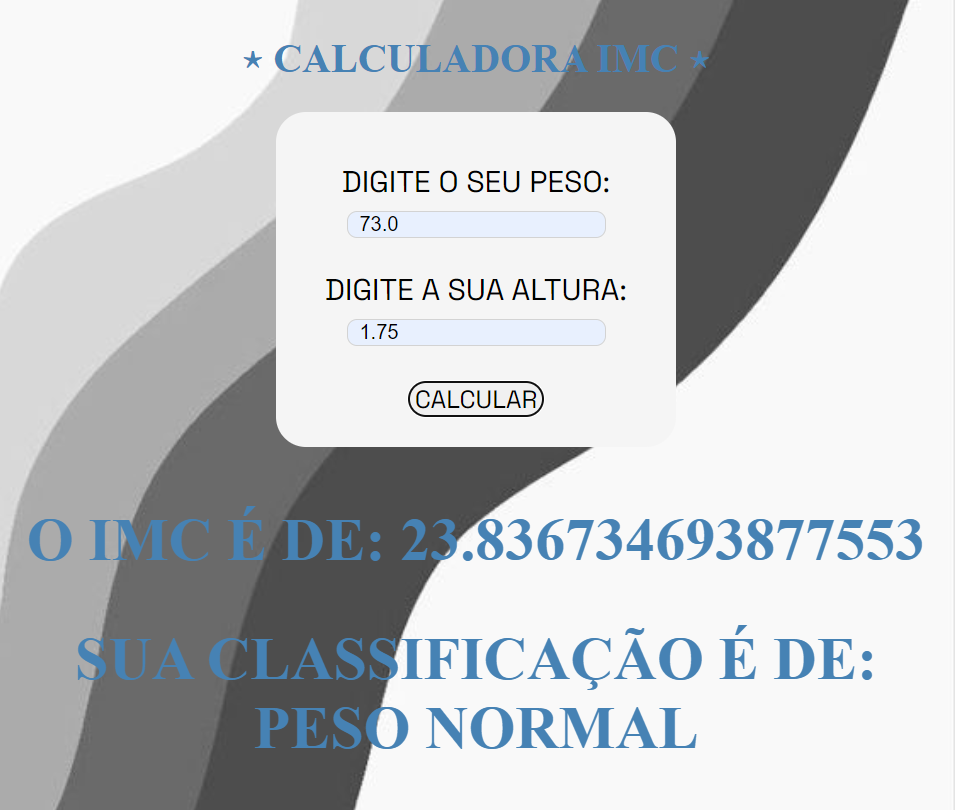 ⋆ CALCULADORA IMC ⋆
DIGITE O SEU PESO:
73.0
DIGITE A SUA ALTURA:
1.75
CALCULAR
O IMC É DE: 23.836734693877553
SUA CLASSIFICAÇÃO É DE:
PESO NORMAL